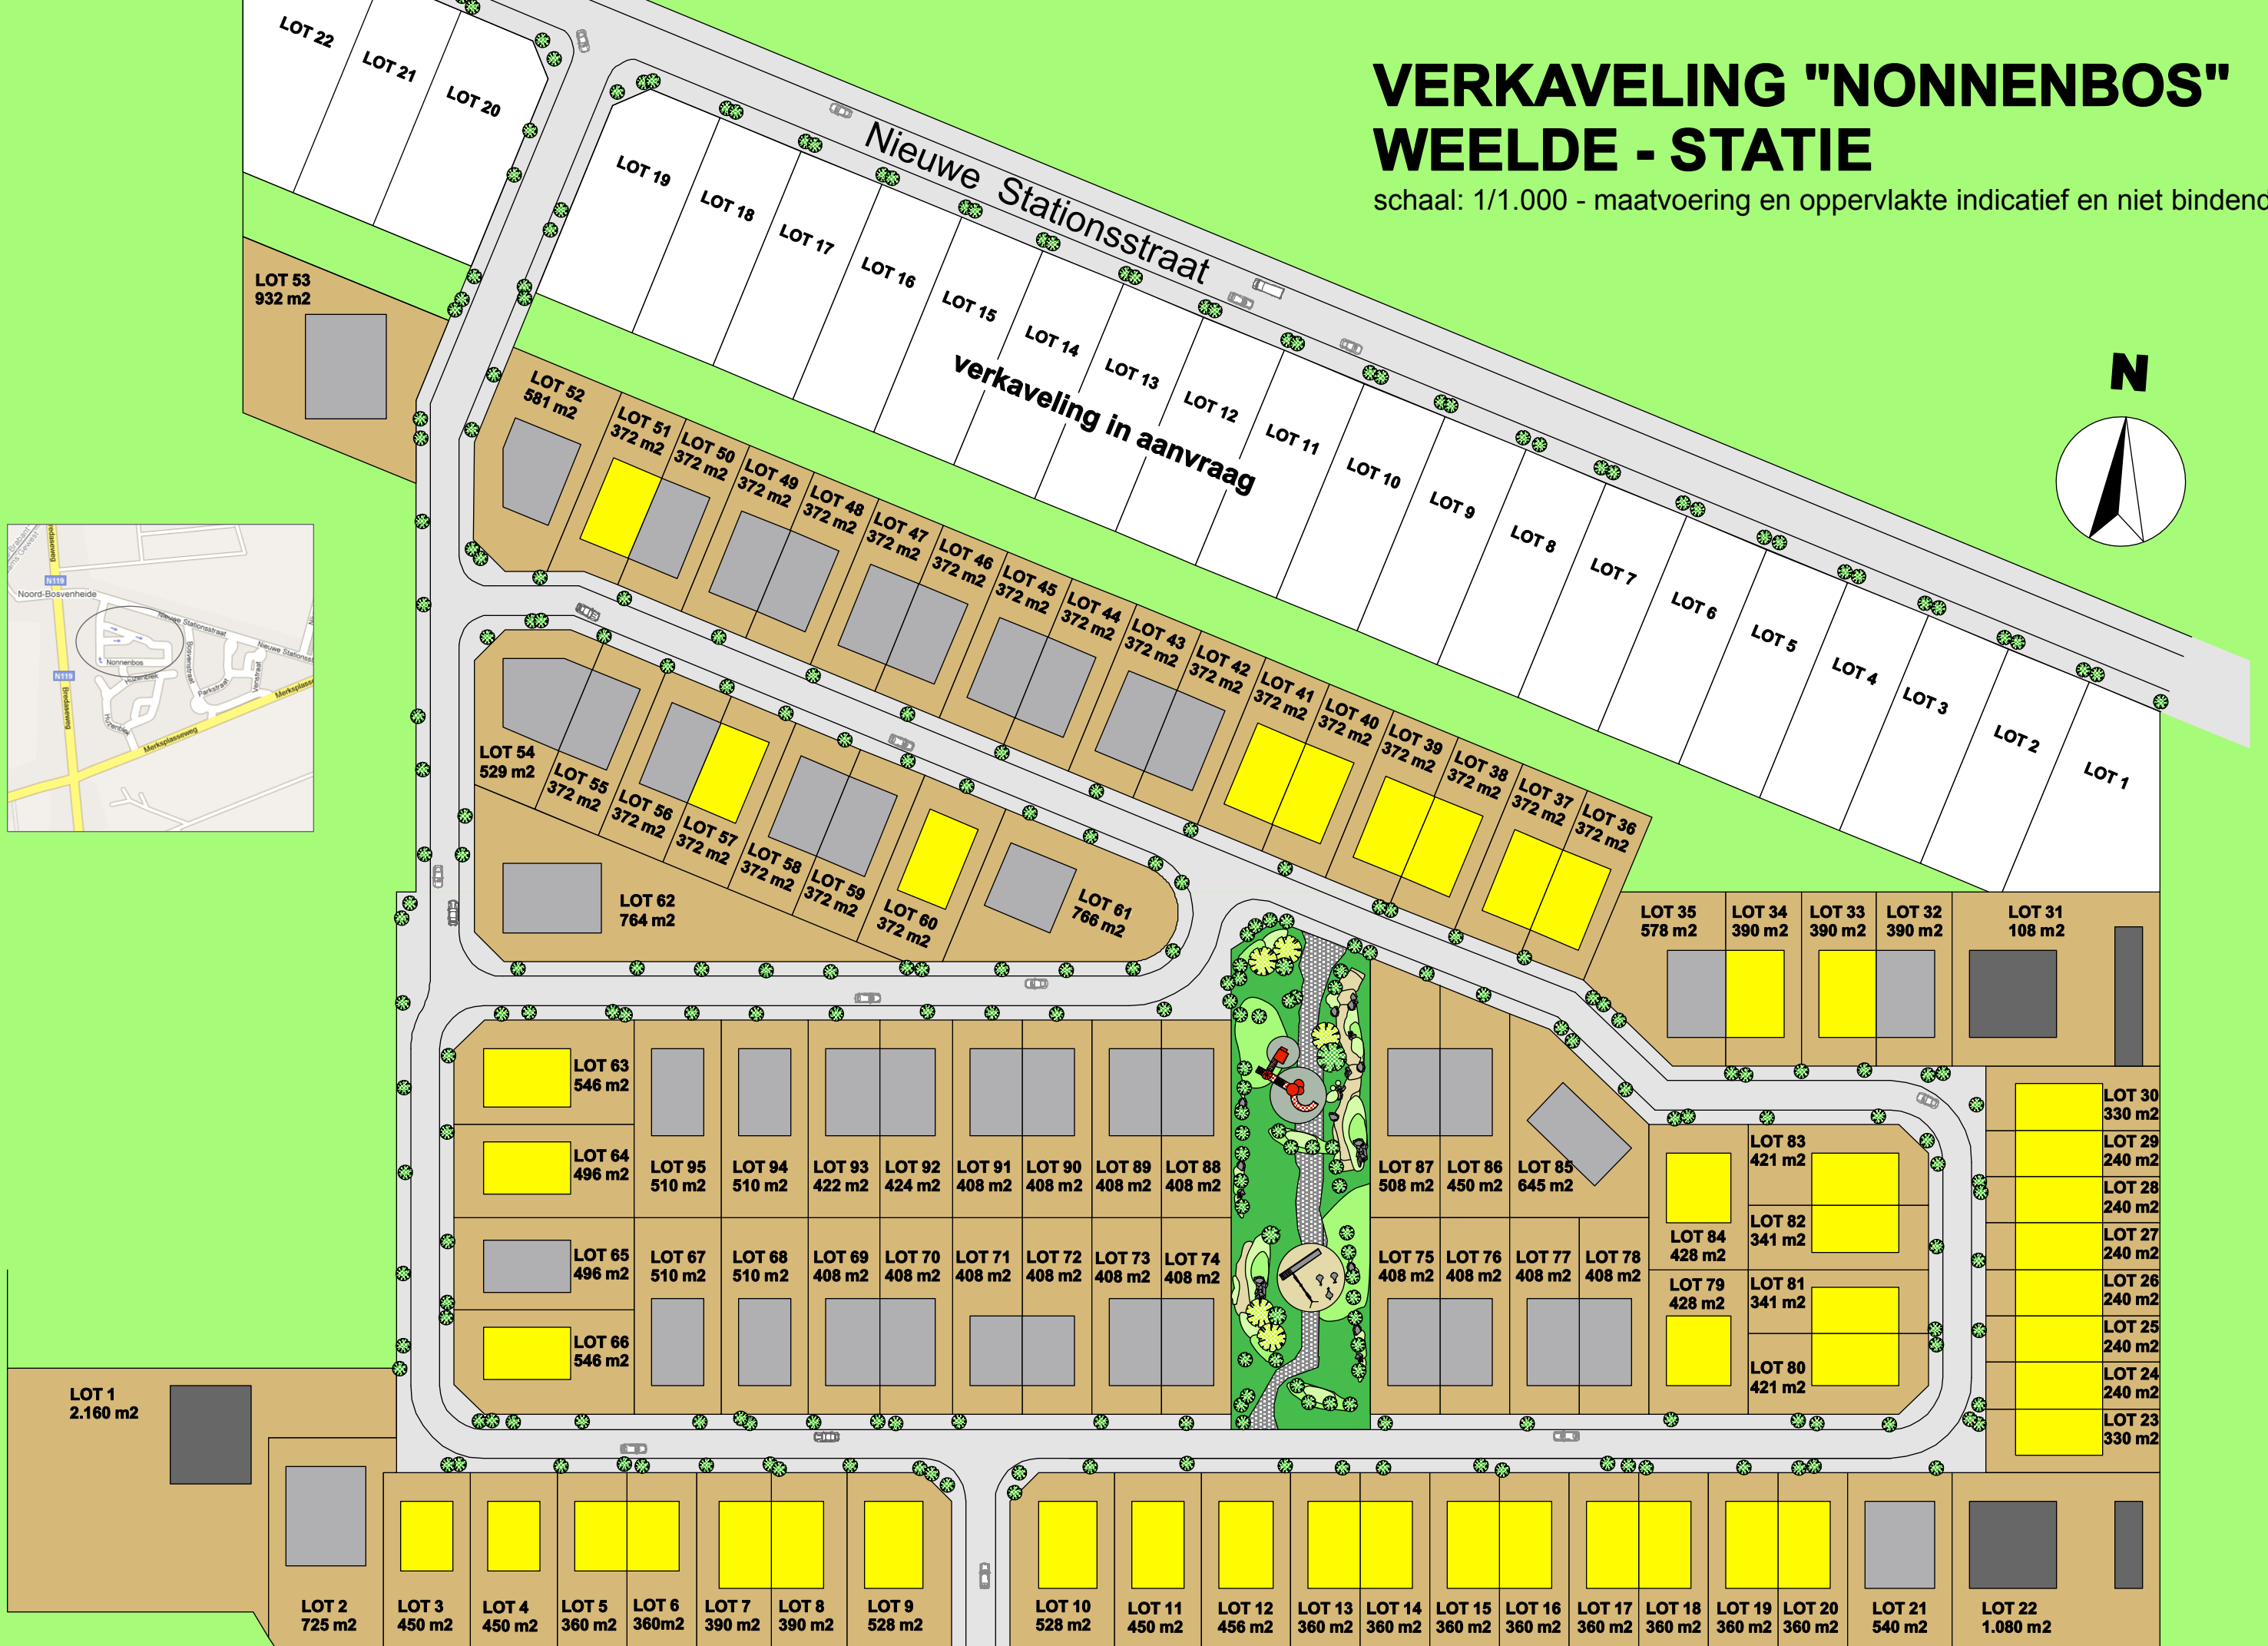 VERKAVELING "NONNENBOS"
WEELDE - STATIE
schaal: 1/1.000 - maatvoering en oppervlakte indicatief en niet bindend
N
Nieuwe Stationsstraat
verkaveling in aanvraag
LOT 22
LOT 21
LOT 20
LOT 19
LOT 18
LOT 17
LOT 16
LOT 15
LOT 14
LOT 13
LOT 12
LOT 11
LOT 10
LOT 9
LOT 8
LOT 7
LOT 6
LOT 5
LOT 4
LOT 3
LOT 2
LOT 1
LOT 53
932 m2
LOT 52
581 m2
LOT 51
372 m2
LOT 50
372 m2
LOT 49
372 m2
LOT 48
372 m2
LOT 47
372 m2
LOT 46
372 m2
LOT 45
372 m2
LOT 44
372 m2
LOT 43
372 m2
LOT 42
372 m2
LOT 41
372 m2
LOT 40
372 m2
LOT 39
372 m2
LOT 38
372 m2
LOT 37
372 m2
LOT 36
372 m2
N119
Noord-Bosvenheide
Nieuwe Stationsstraat
Nieuwe Stationss
Bosvenstraat
Nonnenbos
Huzenblek
Parkstraat
Venstraat
Merksplass
N119
Bredaseweg
Huzenblek
Merksplasseweg
LOT 54
529 m2
LOT 55
372 m2
LOT 56
372 m2
LOT 57
372 m2
LOT 58
372 m2
LOT 59
372 m2
LOT 60
372 m2
LOT 61
766 m2
LOT 62
764 m2
LOT 35
578 m2
LOT 34
390 m2
LOT 33
390 m2
LOT 32
390 m2
LOT 31
108 m2
LOT 63
546 m2
LOT 64
496 m2
LOT 65
496 m2
LOT 66
546 m2
LOT 95
510 m2
LOT 94
510 m2
LOT 93
422 m2
LOT 92
424 m2
LOT 91
408 m2
LOT 90
408 m2
LOT 89
408 m2
LOT 88
408 m2
LOT 87
508 m2
LOT 86
450 m2
LOT 85
645 m2
LOT 67
510 m2
LOT 68
510 m2
LOT 69
408 m2
LOT 70
408 m2
LOT 71
408 m2
LOT 72
408 m2
LOT 73
408 m2
LOT 74
408 m2
LOT 75
408 m2
LOT 76
408 m2
LOT 77
408 m2
LOT 78
408 m2
LOT 84
428 m2
LOT 79
428 m2
LOT 83
421 m2
LOT 82
341 m2
LOT 81
341 m2
LOT 80
421 m2
LOT 30
330 m2
LOT 29
240 m2
LOT 28
240 m2
LOT 27
240 m2
LOT 26
240 m2
LOT 25
240 m2
LOT 24
240 m2
LOT 23
330 m2
LOT 1
2.160 m2
LOT 2
725 m2
LOT 3
450 m2
LOT 4
450 m2
LOT 5
360 m2
LOT 6
360m2
LOT 7
390 m2
LOT 8
390 m2
LOT 9
528 m2
LOT 10
528 m2
LOT 11
450 m2
LOT 12
456 m2
LOT 13
360 m2
LOT 14
360 m2
LOT 15
360 m2
LOT 16
360 m2
LOT 17
360 m2
LOT 18
360 m2
LOT 19
360 m2
LOT 20
360 m2
LOT 21
540 m2
LOT 22
1.080 m2